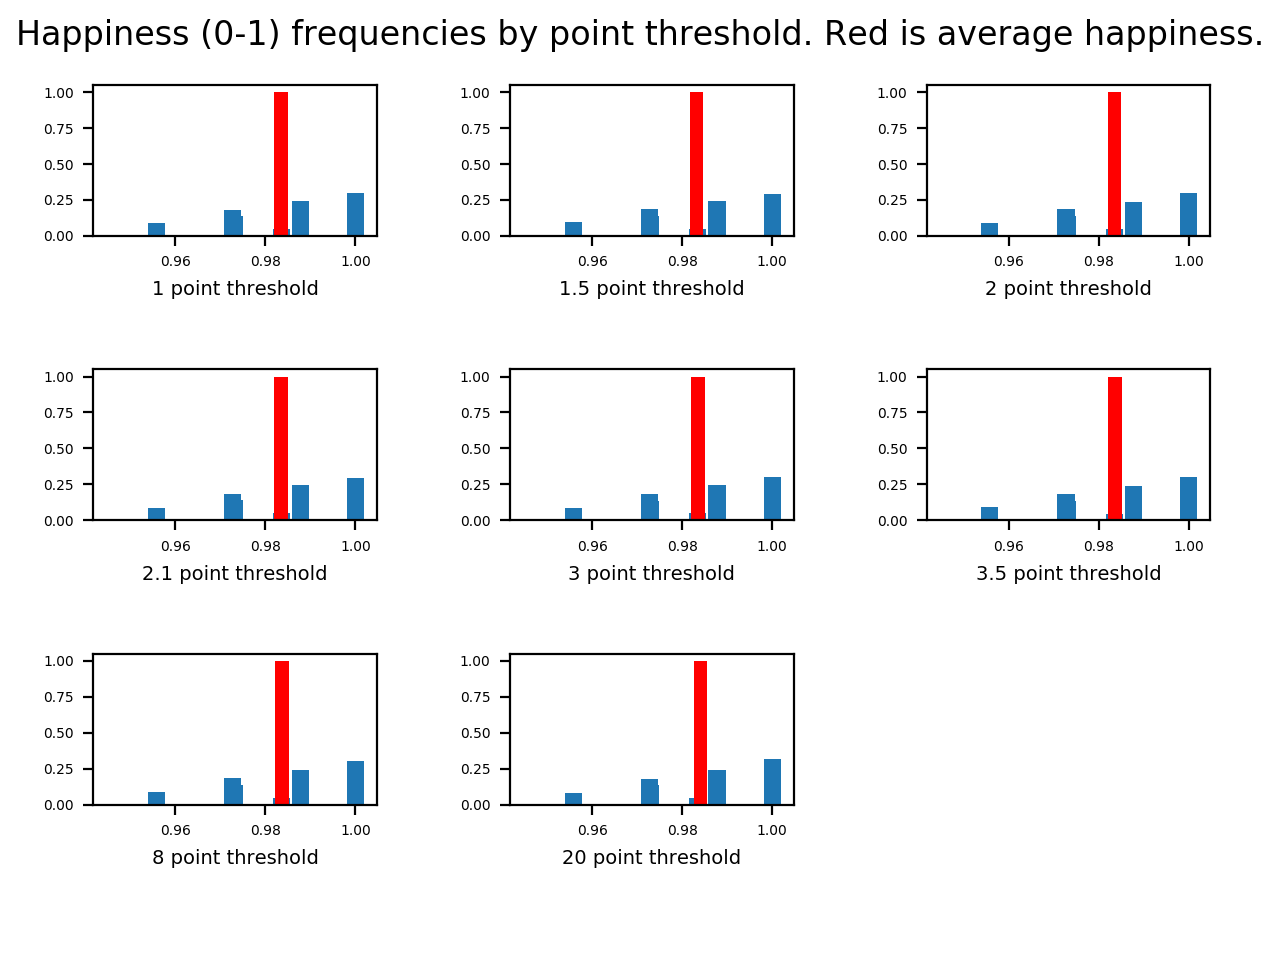 Happiness (0-1) frequencies by point threshold. Red is average happiness.
1.00 1.00 1.00
0.75 0.75 0.75
0.50 0.50 0.50
0.25 0.25 0.25
0.00 0.00 0.00
0.96 0.98 1.00 0.96 0.98 1.00 0.96 0.98 1.00
1 point threshold 1.5 point threshold 2 point threshold
1.00 1.00 1.00
0.75 0.75 0.75
0.50 0.50 0.50
0.25 0.25 0.25
0.00 0.00 0.00
0.96 0.98 1.00 0.96 0.98 1.00 0.96 0.98 1.00
2.1 point threshold 3 point threshold 3.5 point threshold
1.00 1.00
0.75 0.75
0.50 0.50
0.25 0.25
0.00 0.00
0.96 0.98 1.00 0.96 0.98 1.00
8 point threshold 20 point threshold